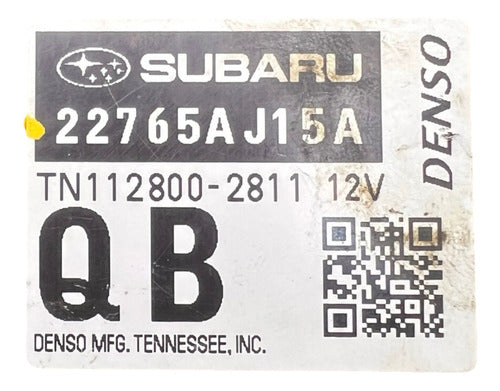 SUBARU
22765AJ15A
DENSO
TN112800-2811 12V
QB
DENSO MFG. TENNESSEE, INC.